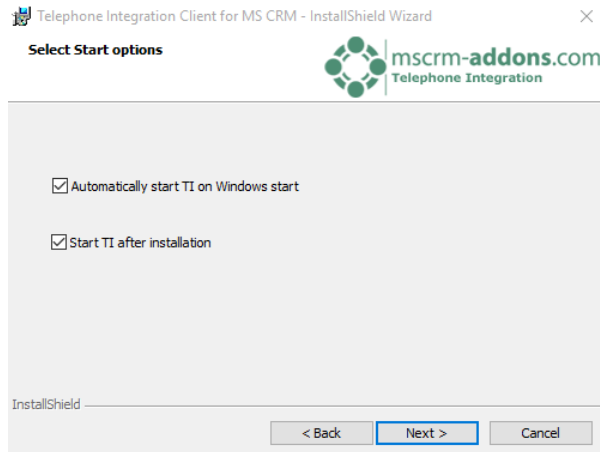 Telephone Integration Client for MS CRM - InstallShield Wizard
Select Start options
mscrm-addons.com
Telephone Integration
Automatically start TI on Windows start
Start TI after installation
InstallShield
< Back Next > Cancel